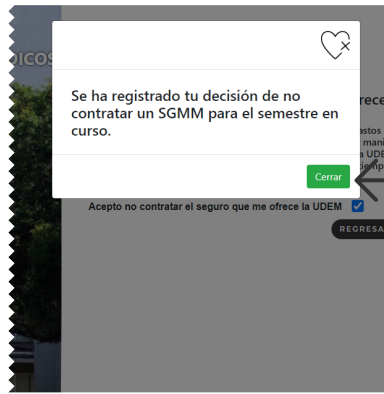 DICOS
Se ha registrado tu decisión de no
contratar un SGMM para el semestre en
curso.
Cerrar
Acepto no contratar el seguro que me ofrece la UDEM.
REGRESA